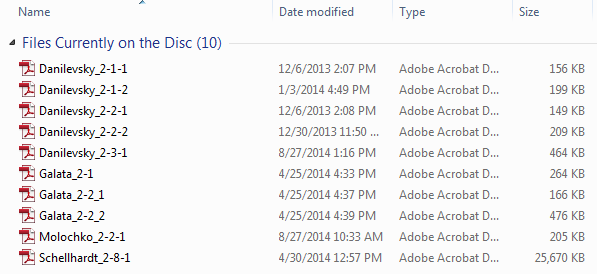 Name Date modified Type Size
Files Currently on the Disc (10)
Danilevsky_2-1-1 12/6/2013 2:07 PM Adobe Acrobat D... 156 KB
Danilevsky_2-1-2 1/3/2014 4:49 PM Adobe Acrobat D... 199 KB
Danilevsky_2-2-1 12/6/2013 2:08 PM Adobe Acrobat D... 149 KB
Danilevsky_2-2-2 12/30/2013 11:50 ... Adobe Acrobat D... 209 KB
Danilevsky_2-3-1 8/27/2014 1:16 PM Adobe Acrobat D... 464 KB
Galata_2-1 4/25/2014 4:33 PM Adobe Acrobat D... 264 KB
Galata_2-2_1 4/25/2014 4:37 PM Adobe Acrobat D... 166 KB
Galata_2-2_2 4/25/2014 4:39 PM Adobe Acrobat D... 476 KB
Molochko_2-2-1 8/27/2014 10:33 AM Adobe Acrobat D... 205 KB
Schellhardt_2-8-1 4/30/2014 12:57 PM Adobe Acrobat D... 25,670 KB